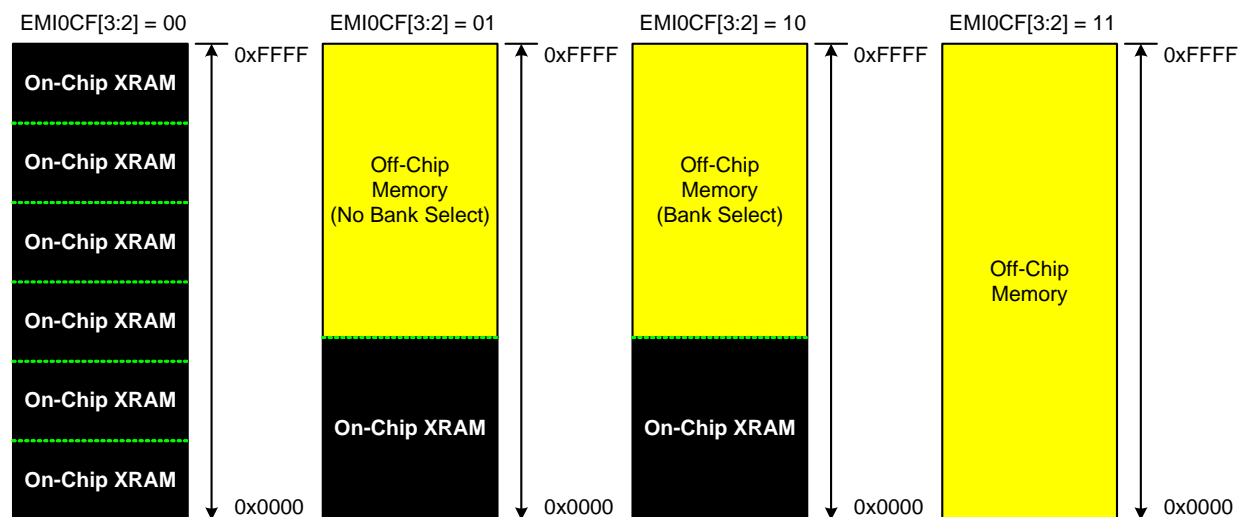 EMI0CF[3:2] = 00
EMI0CF[3:2] = 01
EMI0CF[3:2] = 10
EMI0CF[3:2] = 11
On-Chip XRAM
On-Chip XRAM
On-Chip XRAM
On-Chip XRAM
On-Chip XRAM
On-Chip XRAM
0xFFFF
0x0000
Off-Chip
Memory
(No Bank Select)
On-Chip XRAM
0xFFFF
0x0000
Off-Chip
Memory
(Bank Select)
On-Chip XRAM
0xFFFF
0x0000
Off-Chip
Memory
0xFFFF
0x0000